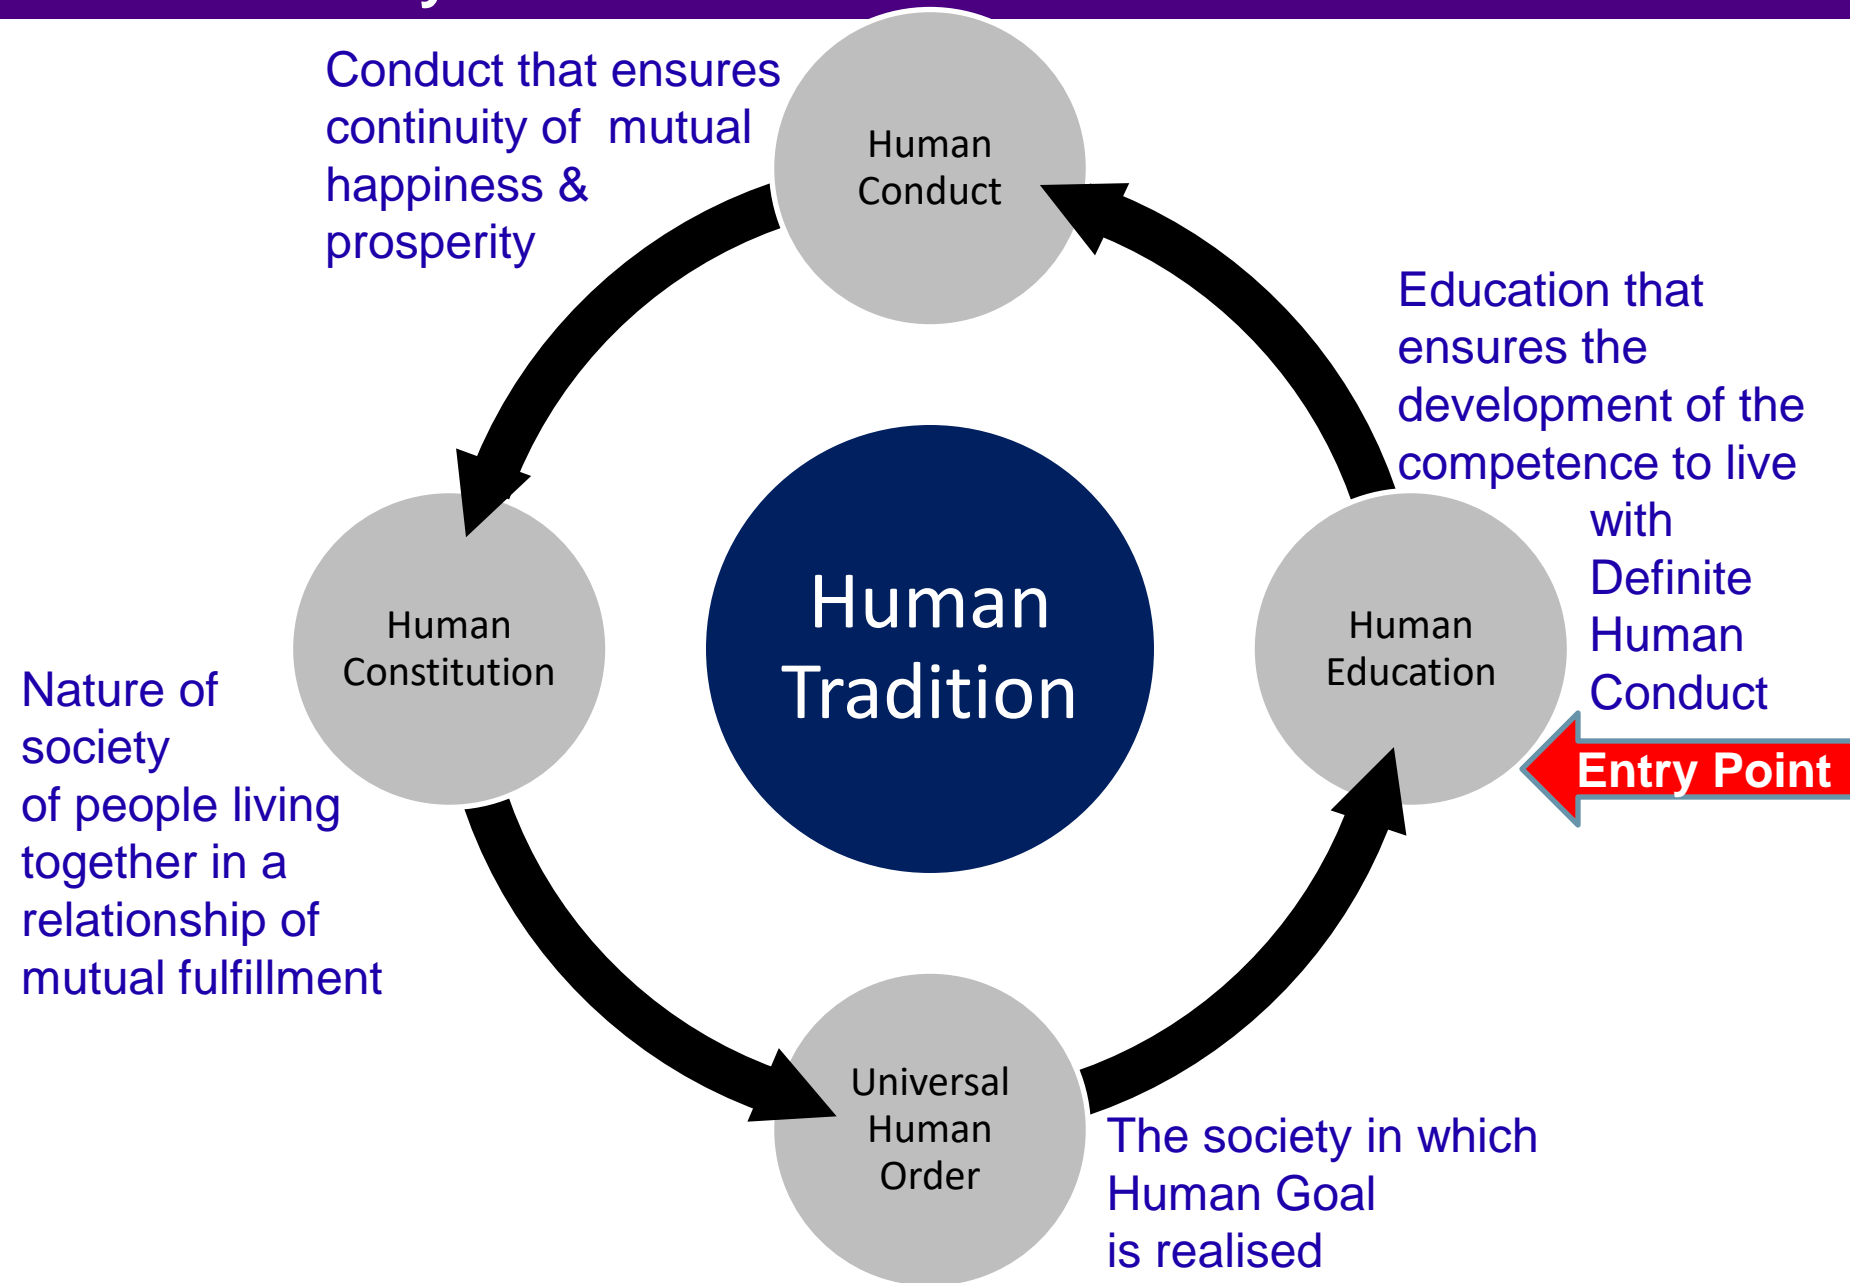 Conduct that ensures
continuity of mutual
happiness &
prosperity
Human
Conduct
Education that
ensures the
development of the
competence to live
with
Definite
Human
Conduct
Entry Point
Human
Education
Human
Tradition
Human
Constitution
Nature of
society
of people living
together in a
relationship of
mutual fulfillment
Universal
Human
Order
The society in which
Human Goal
is realised